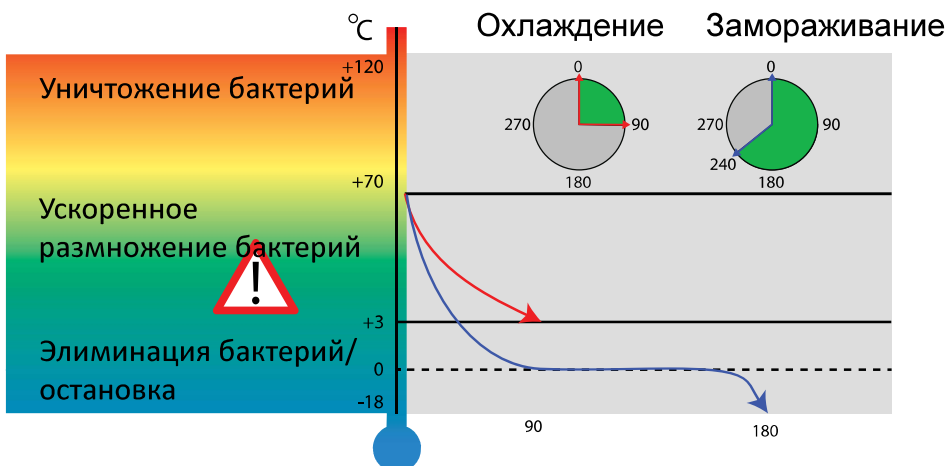 °C
Охлаждение
Замораживание
+120
Уничтожение бактерий
0
270
90
180
0
270
90
240
180
+70
Ускоренное
размножение бактерий
!
+3
Элиминация бактерий/
остановка
0
-18
90
180